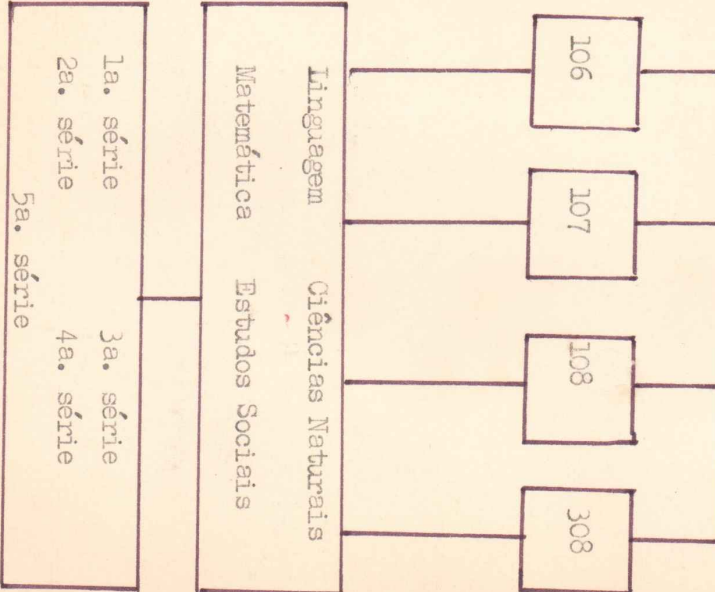 106 107 108 308
Linguagem Ciências Naturais
Matemática Estudos Sociais
1a. série 3a. série
2a. série 4a. série
5a. série